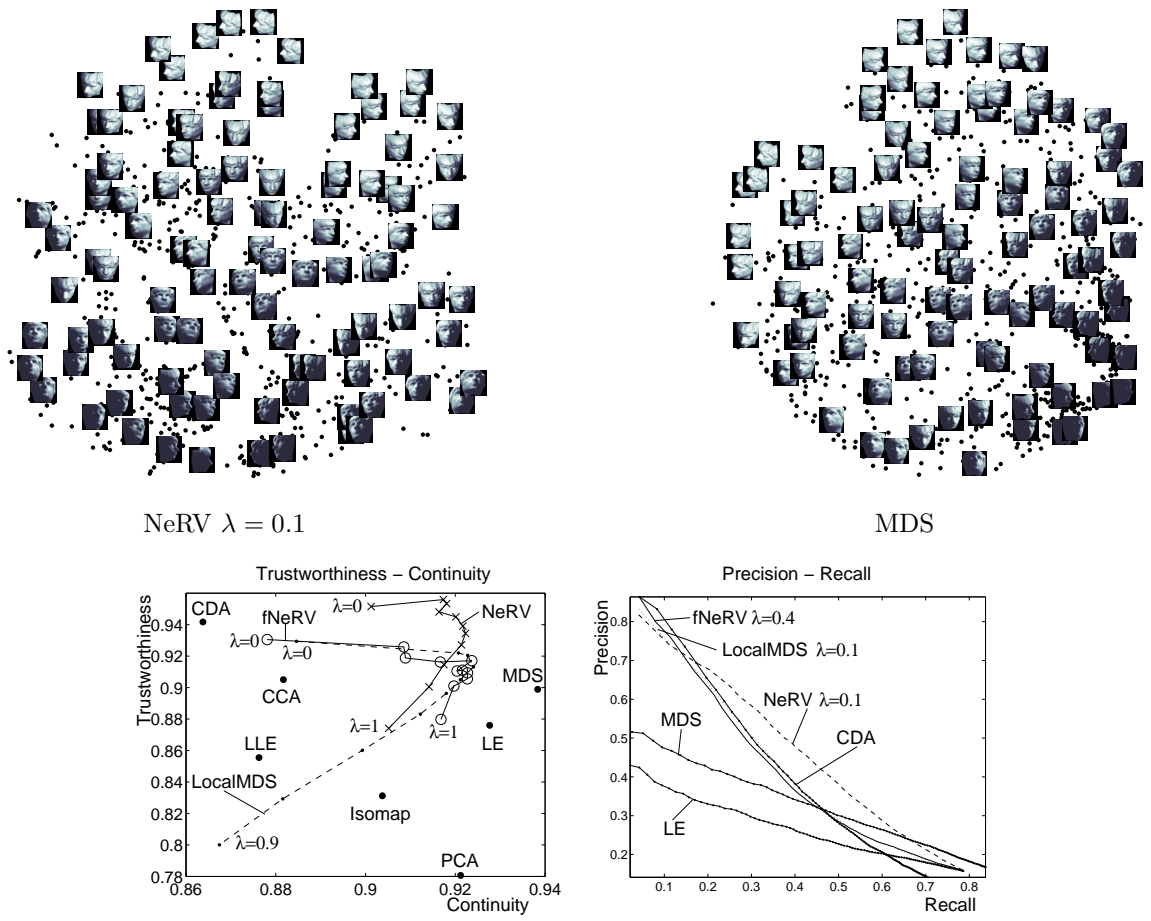 NeRV λ = 0.1
MDS
Trustworthiness – Continuity
Trustworthiness
0.94
0.92
0.9
0.88
0.86
0.84
0.82
0.8
0.78
0.86
0.88
0.9
0.92
0.94
Continuity
CDA
fNeRV
λ=0
NeRV
λ=0
λ=0
CCA
MDS
λ=1
λ=1
LE
LLE
LocalMDS
Isomap
λ=0.9
PCA
Precision – Recall
Precision
0.8
0.7
0.6
0.5
0.4
0.3
0.2
0.1
0.2
0.3
0.4
0.5
0.6
0.7
0.8
Recall
fNeRV λ=0.4
LocalMDS λ=0.1
NeRV λ=0.1
MDS
CDA
LE